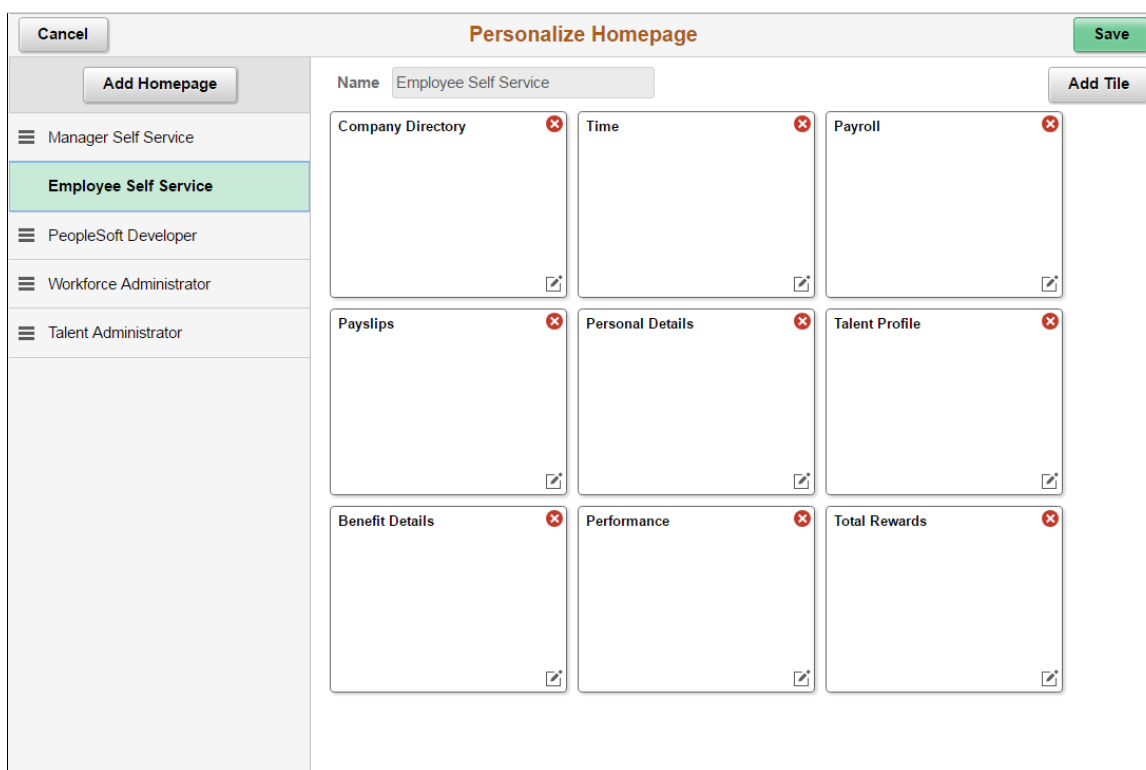 Cancel
Personalize Homepage
Save
Add Homepage
Name
Employee Self Service
Add Tile
Manager Self Service
Employee Self Service
PeopleSoft Developer
Workforce Administrator
Talent Administrator
Company Directory
Time
Payroll
Payslips
Personal Details
Talent Profile
Benefit Details
Performance
Total Rewards